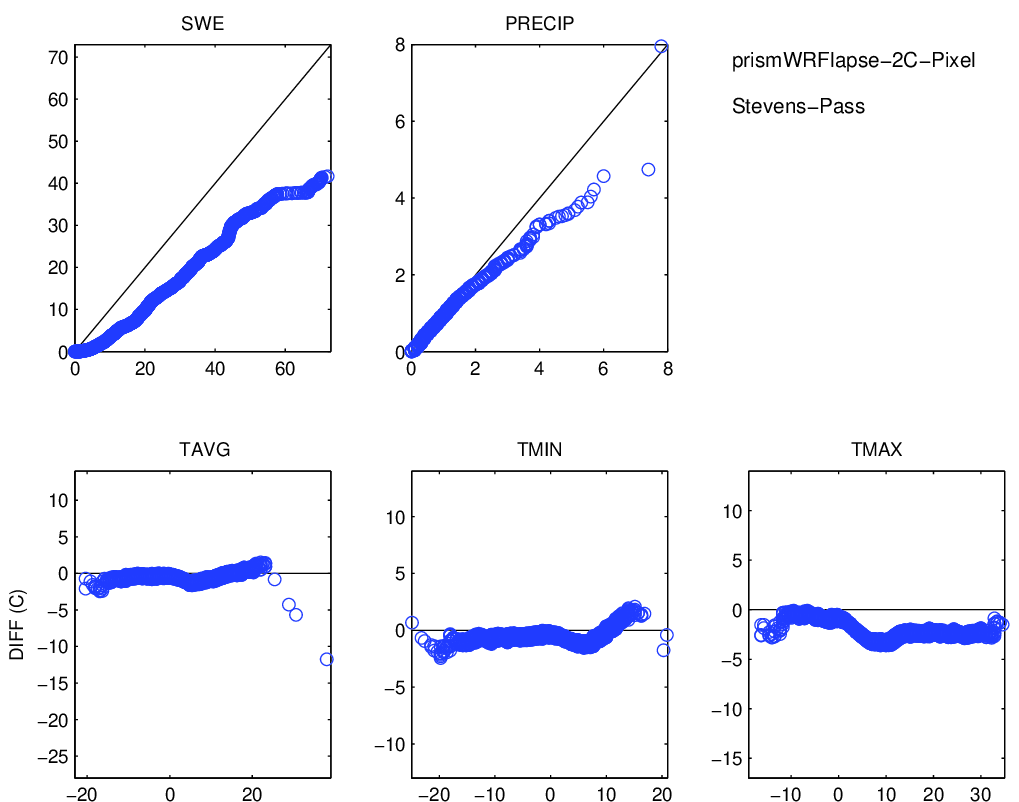 SWE
PRECIP
prismWRFlapse−2C−Pixel
Stevens−Pass
70
60
50
40
30
20
10
0
0 20 40 60
8
6
4
2
0
0 2 4 6 8
TAVG
TMIN
TMAX
DIFF (C)
10
5
0
−5
−10
−15
−20
−25
−20 0 20
10
5
0
−5
−10
−20 −10 0 10 20
10
5
0
−5
−10
−15
−10 0 10 20 30